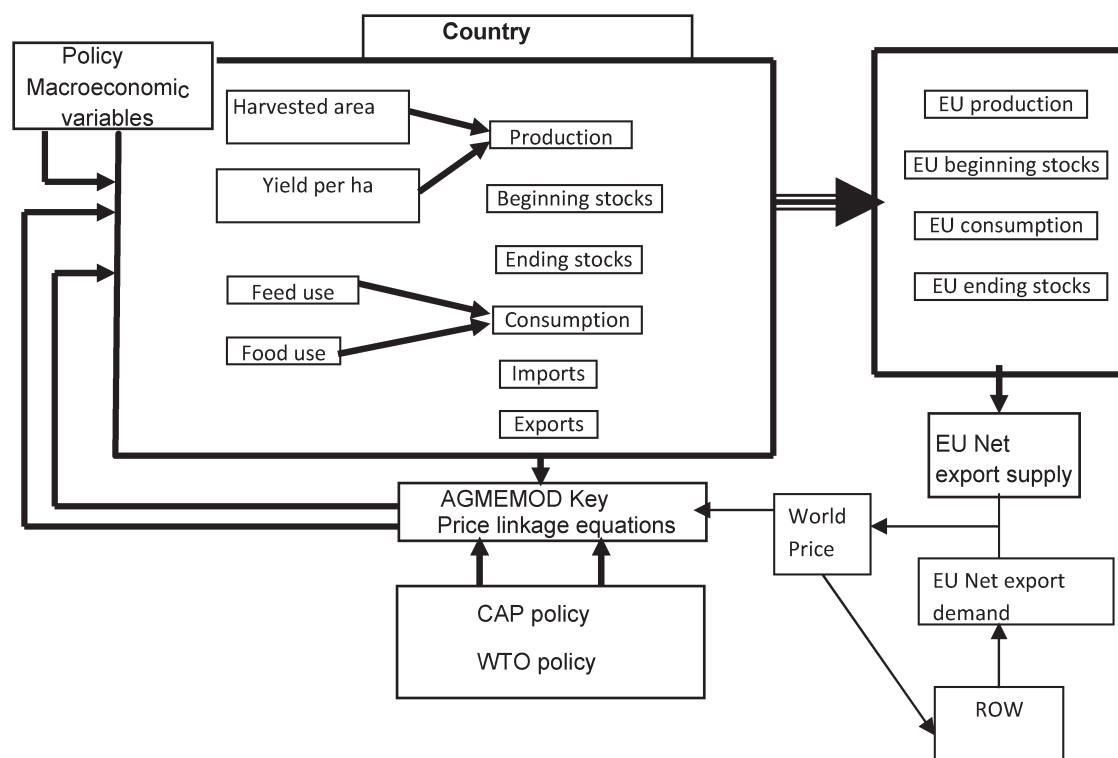 Country
Policy
Macroeconomic
variables
Harvested area
Production
Yield per ha
Beginning stocks
Ending stocks
Feed use
Consumption
Food use
Imports
Exports
EU production
EU beginning stocks
EU consumption
EU ending stocks
EU Net
export supply
AGMEMOD Key
Price linkage equations
World
Price
EU Net export
demand
CAP policy
WTO policy
ROW